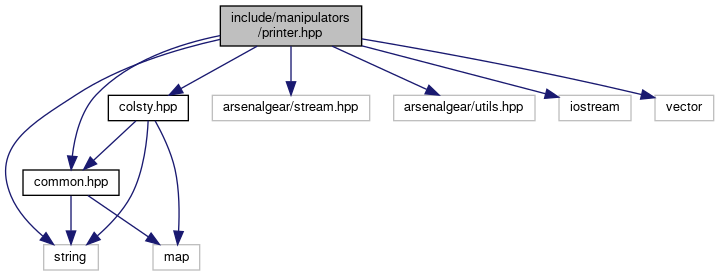 include/manipulators
/printer.hpp
colsty.hpp
arsenalgear/stream.hpp
arsenalgear/utils.hpp
iostream
vector
common.hpp
string
map